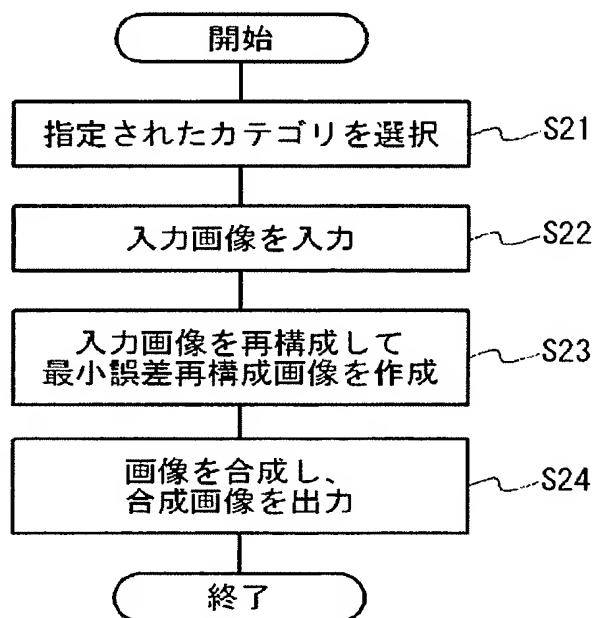 開始
指定されたカテゴリを選択
S21
入力画像を入力
S22
入力画像を再構成して
最小誤差再構成画像を作成
S23
画像を合成し、
合成画像を出力
S24
終了